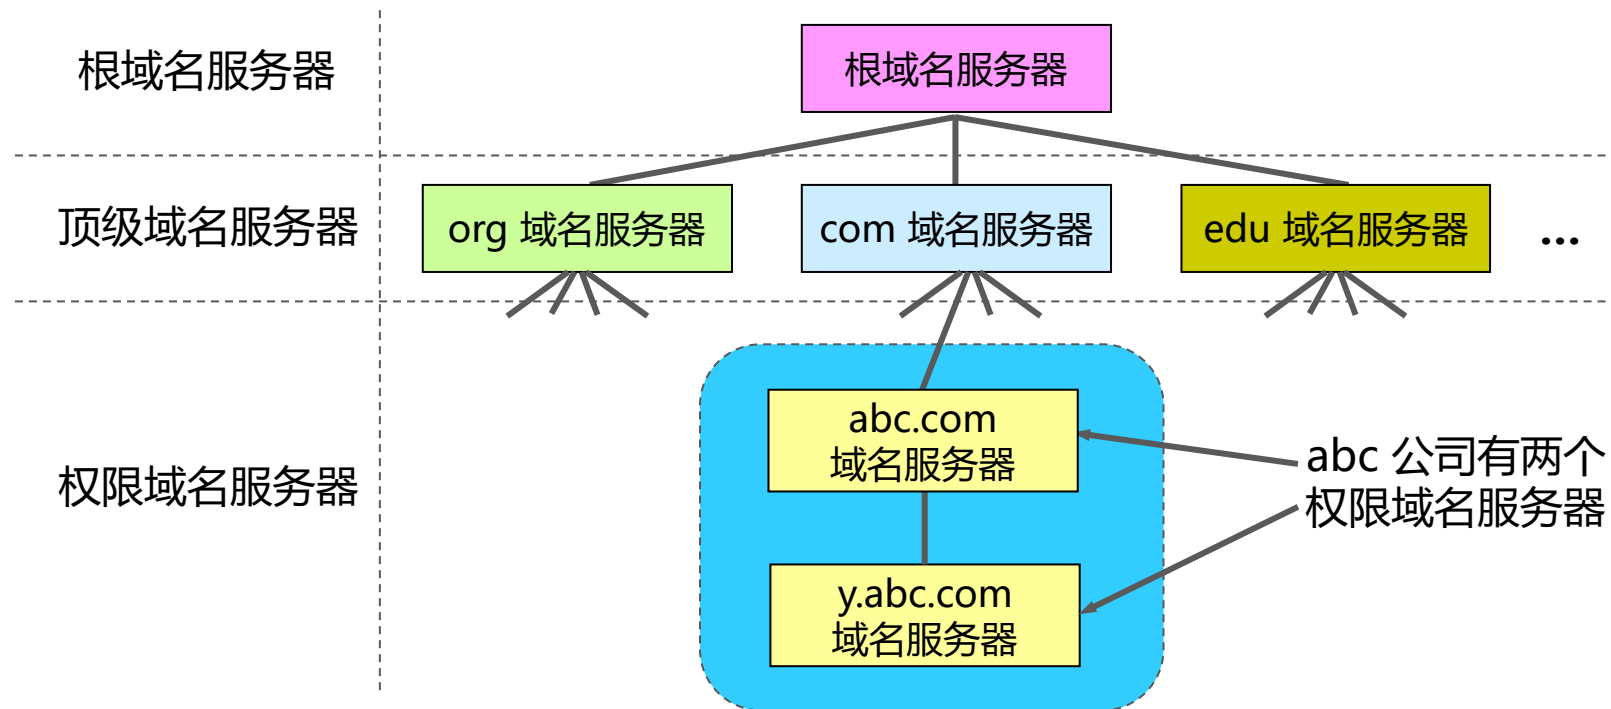 根域名服务器
根域名服务器
顶级域名服务器
org 域名服务器
com 域名服务器
edu 域名服务器
...
权限域名服务器
abc.com
域名服务器
y.abc.com
域名服务器
abc 公司有两个
权限域名服务器